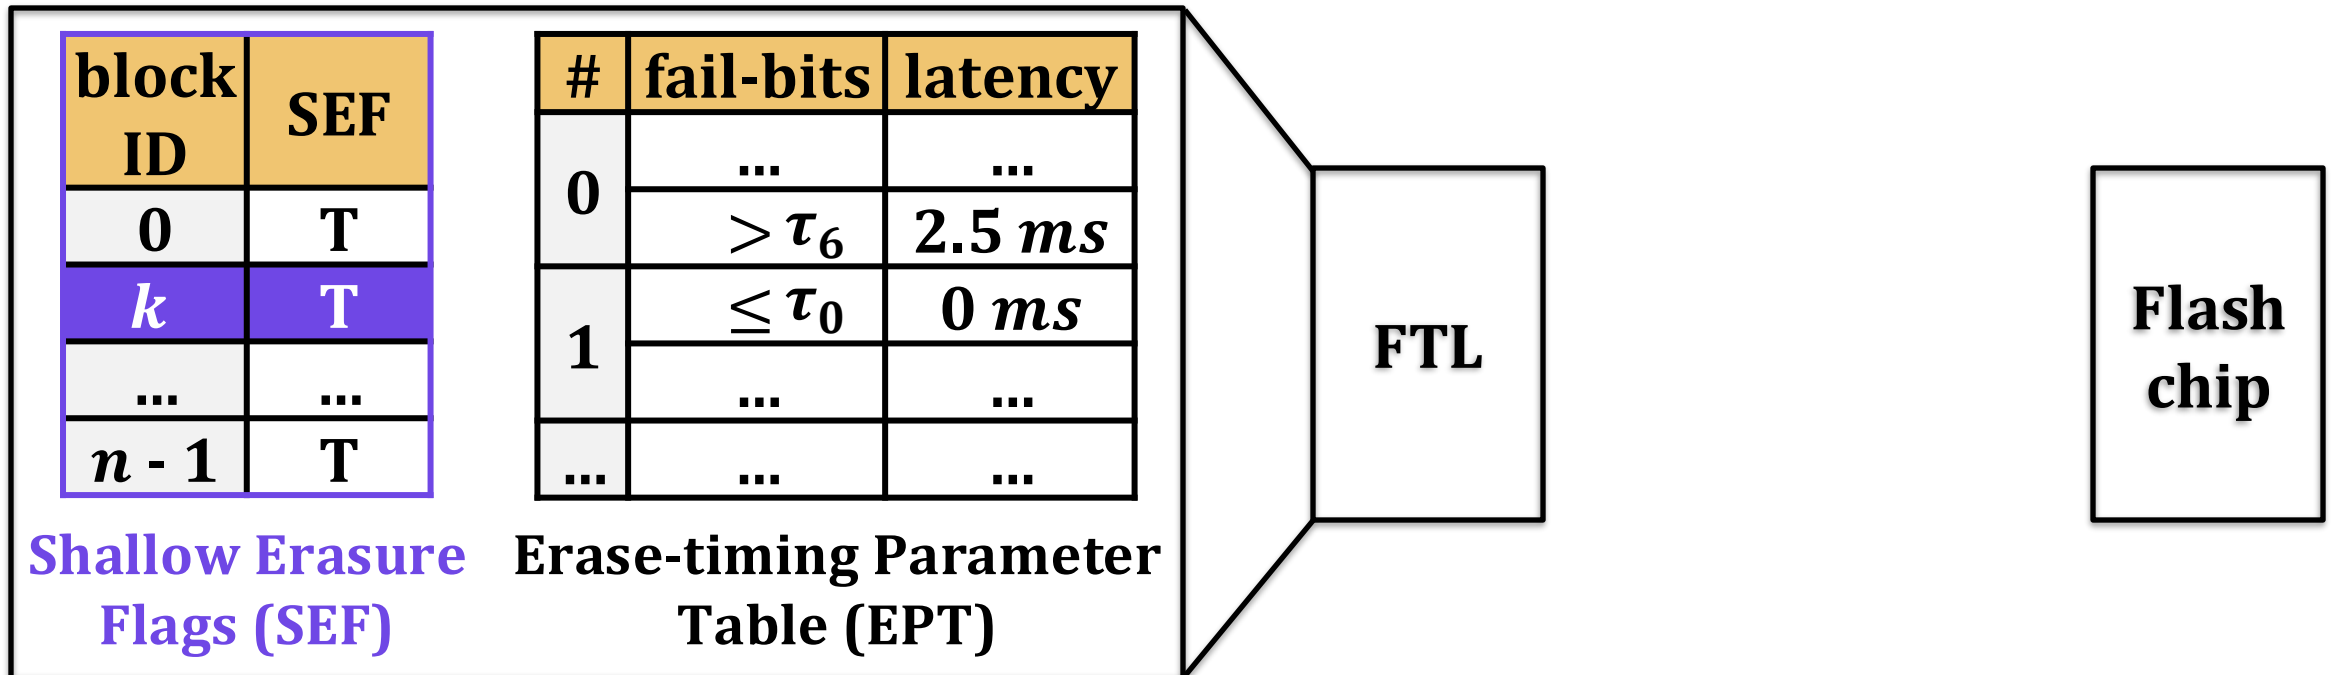 block ID SEF
0 T
k T
... ...
n - 1 T
Shallow Erasure
Flags (SEF)
# fail-bits latency
0 ... ...
> τ₆ 2.5 ms
1 ≤ τ₀ 0 ms
... ...
... ... ...
Erase-timing Parameter
Table (EPT)
FTL
Flash
chip